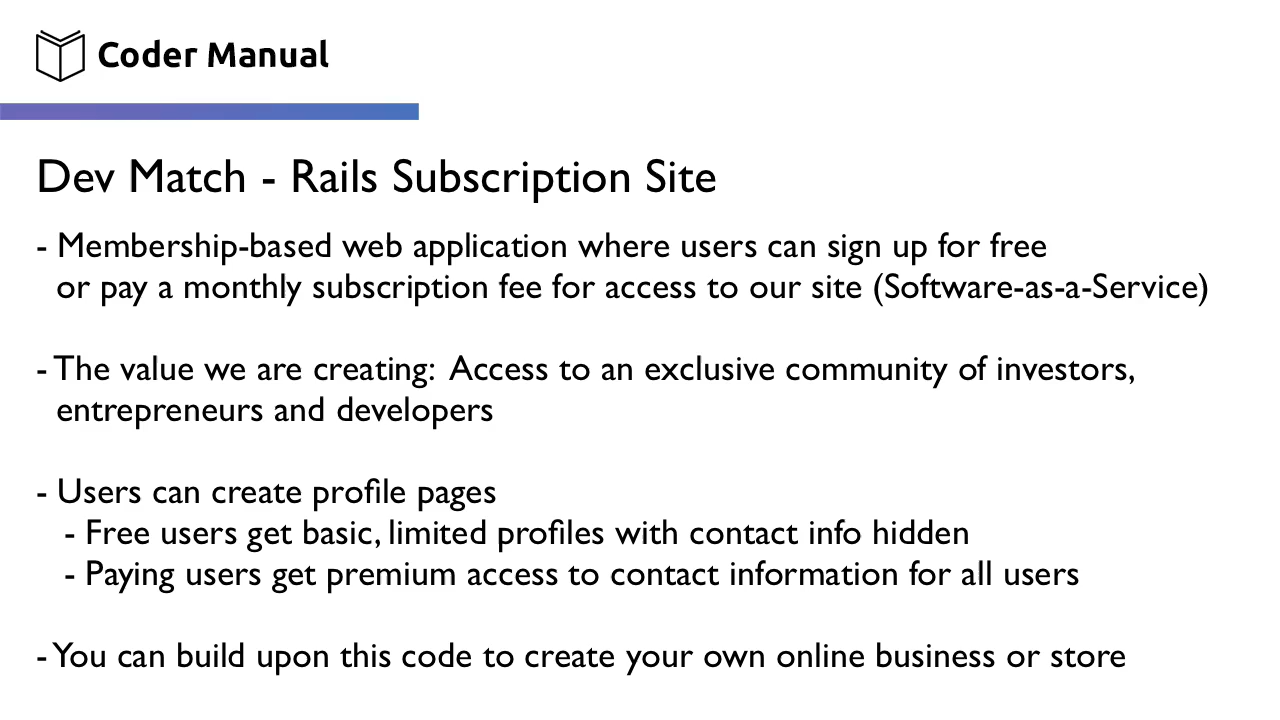 Coder Manual
Dev Match - Rails Subscription Site
- Membership-based web application where users can sign up for free
or pay a monthly subscription fee for access to our site (Software-as-a-Service)
- The value we are creating: Access to an exclusive community of investors,
entrepreneurs and developers
- Users can create profile pages
- Free users get basic, limited profiles with contact info hidden
- Paying users get premium access to contact information for all users
- You can build upon this code to create your own online business or store